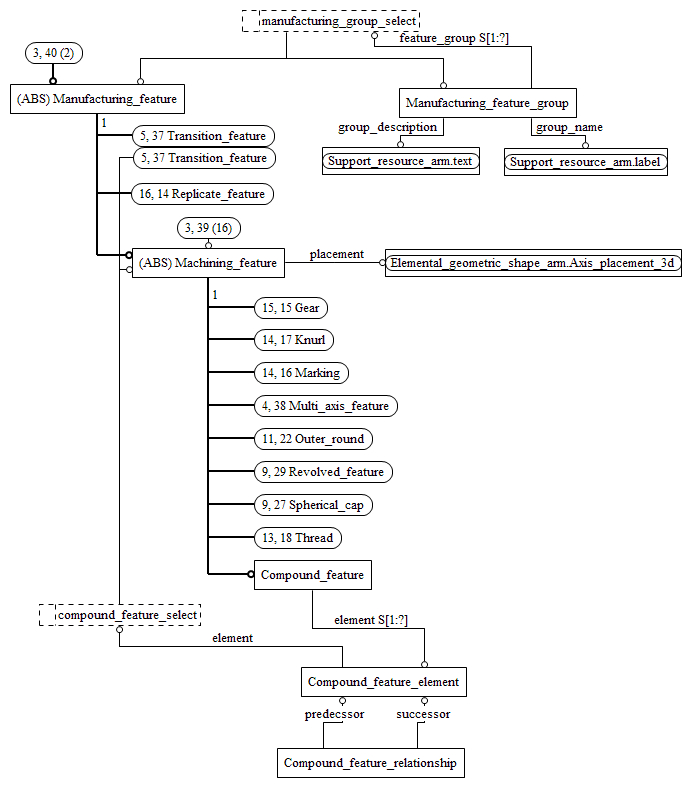 manufacturing_group_select
feature_group S[1:?]
3, 40 (2)
(ABS) Manufacturing_feature
Manufacturing_feature_group
1
group_description
group_name
5, 37 Transition_feature
5, 37 Transition_feature
Support_resource_arm.text
Support_resource_arm.label
16, 14 Replicate_feature
3, 39 (16)
(ABS) Machining_feature
placement
Elemental_geometric_shape_arm.Axis_placement_3d
1
15, 15 Gear
14, 17 Knurl
14, 16 Marking
4, 38 Multi_axis_feature
11, 22 Outer_round
9, 29 Revolved_feature
9, 27 Spherical_cap
13, 18 Thread
Compound_feature
compound_feature_select
element S[1:?]
element
Compound_feature_element
predecssor
successor
Compound_feature_relationship